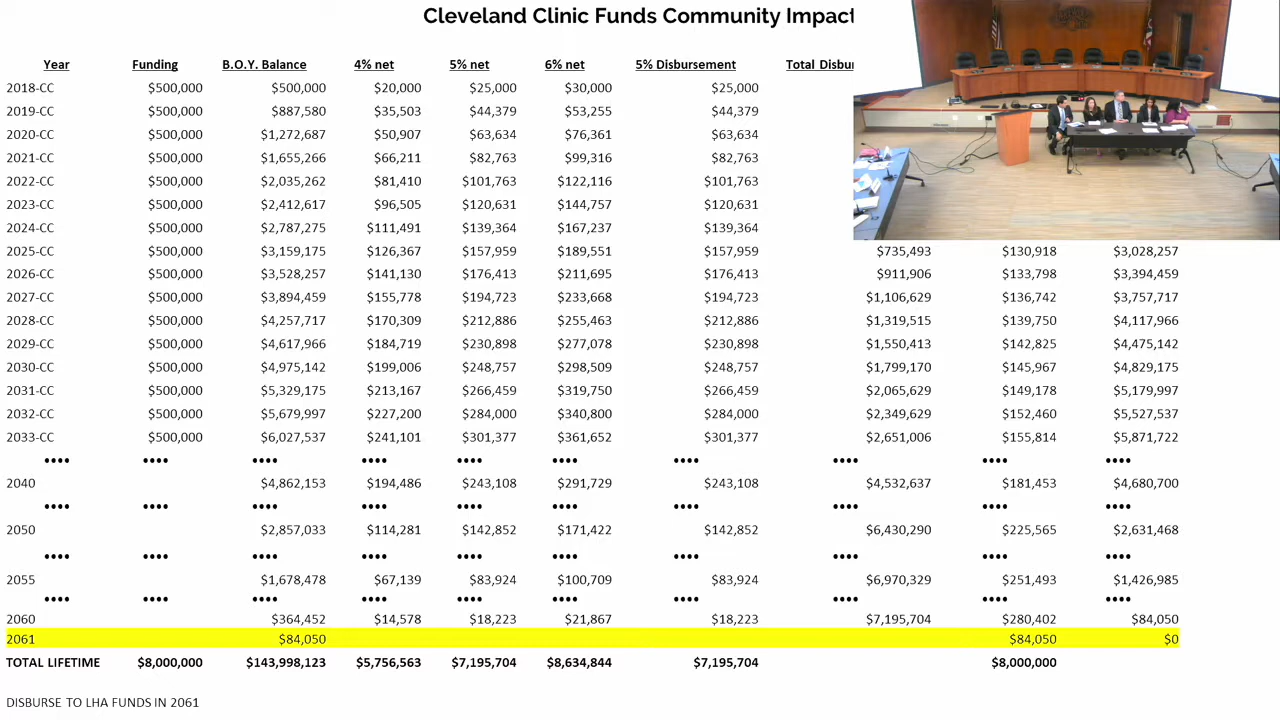 Cleveland Clinic Funds Community Impact
Year Funding B.O.Y. Balance 4% net 5% net 6% net 5% Disbursement Total
2018-CC $500,000 $500,000 $20,000 $25,000 $30,000 $25,000
2019-CC $500,000 $887,580 $35,503 $44,379 $53,255 $44,379
2020-CC $500,000 $1,272,687 $50,907 $63,634 $76,361 $63,634
2021-CC $500,000 $1,655,266 $66,211 $82,763 $99,316 $82,763
2022-CC $500,000 $2,035,262 $81,410 $101,763 $122,116 $101,763
2023-CC $500,000 $2,412,617 $96,505 $120,631 $144,757 $120,631
2024-CC $500,000 $2,787,275 $111,491 $139,364 $167,237 $139,364
2025-CC $500,000 $3,159,175 $126,367 $157,959 $189,551 $157,959 $735,493 $130,918 $3,028,257
2026-CC $500,000 $3,528,257 $141,130 $176,413 $211,695 $176,413 $911,906 $133,798 $3,394,459
2027-CC $500,000 $3,894,459 $155,778 $194,723 $233,668 $194,723 $1,106,629 $136,742 $3,757,717
2028-CC $500,000 $4,257,717 $170,309 $212,886 $255,463 $212,886 $1,319,515 $139,750 $4,117,966
2029-CC $500,000 $4,617,966 $184,719 $230,898 $277,078 $230,898 $1,550,413 $142,825 $4,475,142
2030-CC $500,000 $4,975,142 $199,006 $248,757 $298,509 $248,757 $1,799,170 $145,967 $4,829,175
2031-CC $500,000 $5,329,175 $213,167 $266,459 $319,750 $266,459 $2,065,629 $149,178 $5,179,997
2032-CC $500,000 $5,679,997 $227,200 $284,000 $340,800 $284,000 $2,349,629 $152,460 $5,527,537
2033-CC $500,000 $6,027,537 $241,101 $301,377 $361,652 $301,377 $2,651,006 $155,814 $5,871,722
•••• •••• •••• •••• •••• •••• •••• •••• •••• ••••
2040 $4,862,153 $194,486 $243,108 $291,729 $243,108 $4,532,637 $181,453 $4,680,700
•••• •••• •••• •••• •••• •••• •••• •••• •••• ••••
2050 $2,857,033 $114,281 $142,852 $171,422 $142,852 $6,430,290 $225,565 $2,631,468
•••• •••• •••• •••• •••• •••• •••• •••• •••• ••••
2055 $1,678,478 $67,139 $83,924 $100,709 $83,924 $6,970,329 $251,493 $1,426,985
•••• •••• •••• •••• •••• •••• •••• •••• •••• ••••
2060 $364,452 $14,578 $18,223 $21,867 $18,223 $7,195,704 $280,402 $84,050
2061 $84,050 $84,050 $0
TOTAL LIFETIME $8,000,000 $143,998,123 $5,756,563 $7,195,704 $8,634,844 $7,195,704 $8,000,000
DISBURSE TO LHA FUNDS IN 2061